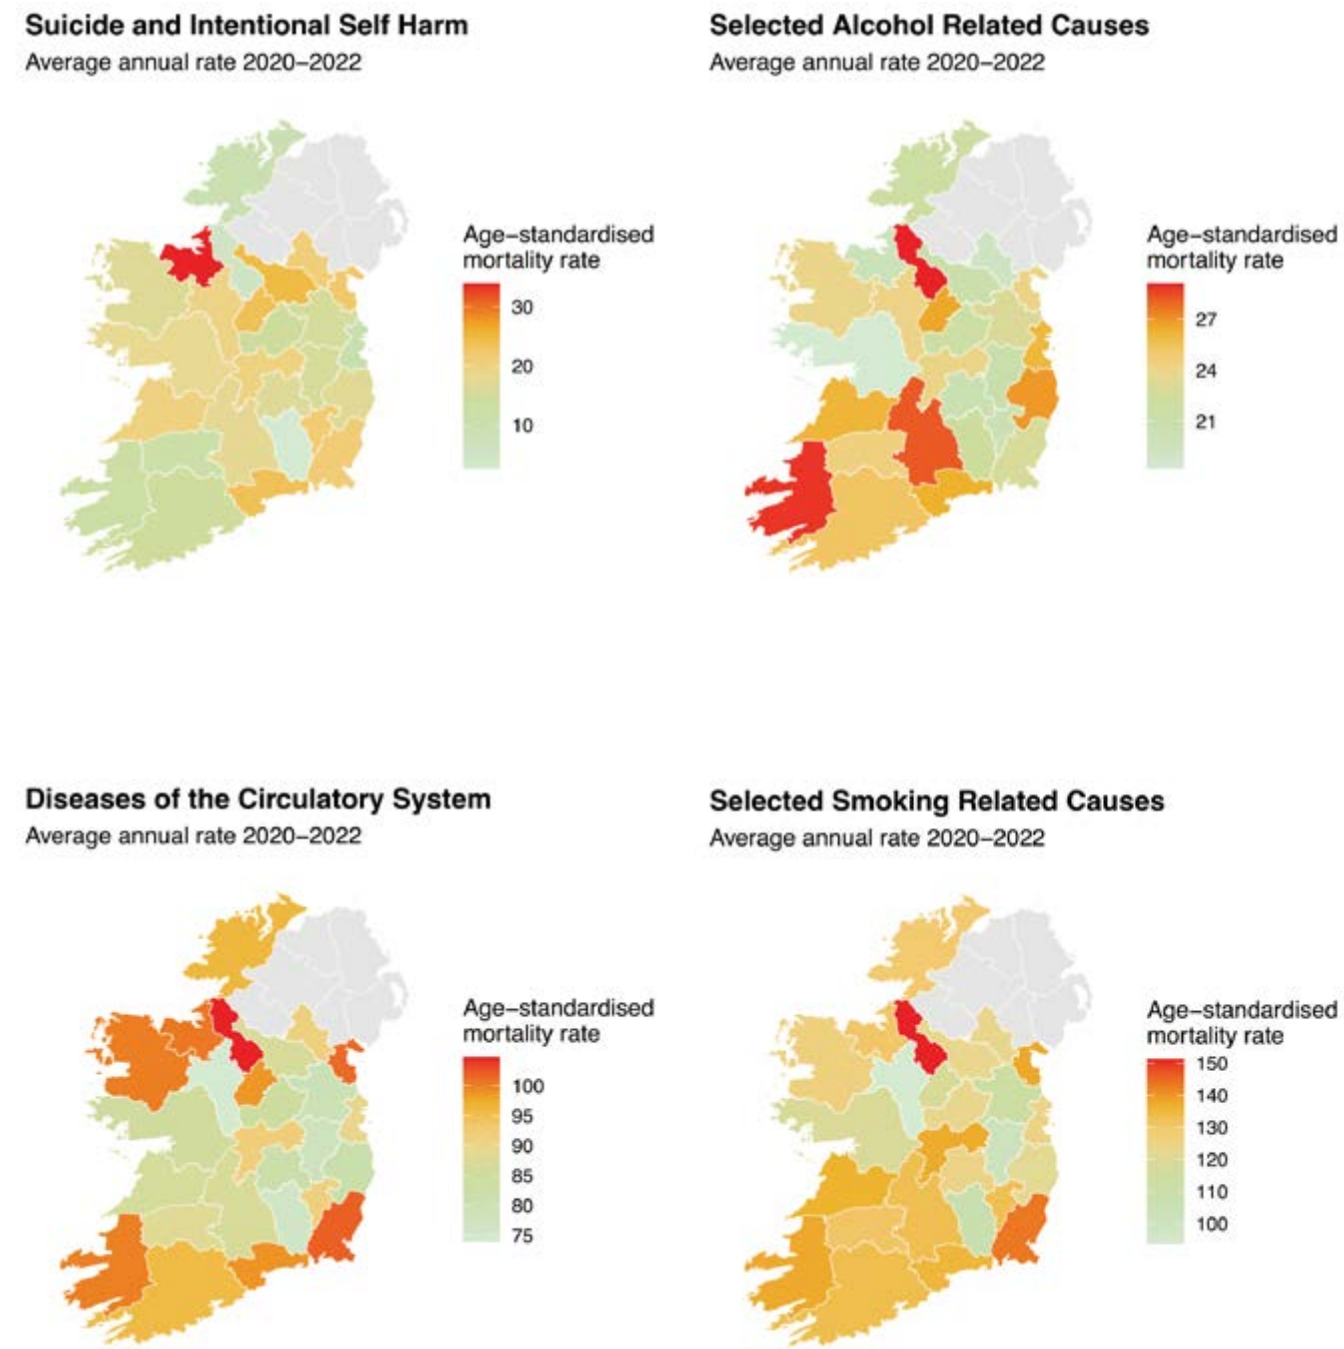 Suicide and Intentional Self Harm
Average annual rate 2020–2022
Age–standardised
mortality rate
30
20
10
Selected Alcohol Related Causes
Average annual rate 2020–2022
Age–standardised
mortality rate
27
24
21
Diseases of the Circulatory System
Average annual rate 2020–2022
Age–standardised
mortality rate
100
95
90
85
80
75
Selected Smoking Related Causes
Average annual rate 2020–2022
Age–standardised
mortality rate
150
140
130
120
110
100